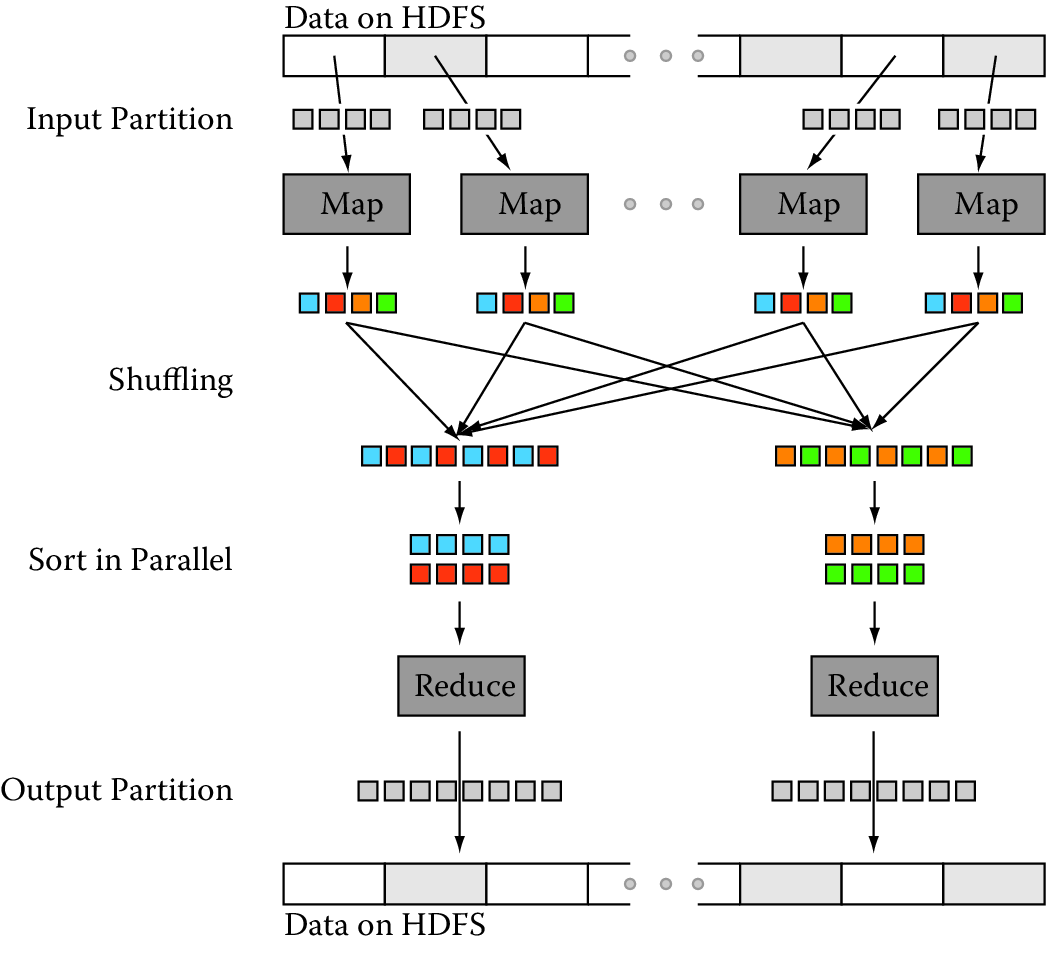 Data on HDFS
Input Partition
Map Map Map Map
Shuffling
Sort in Parallel
Reduce Reduce
Output Partition
Data on HDFS